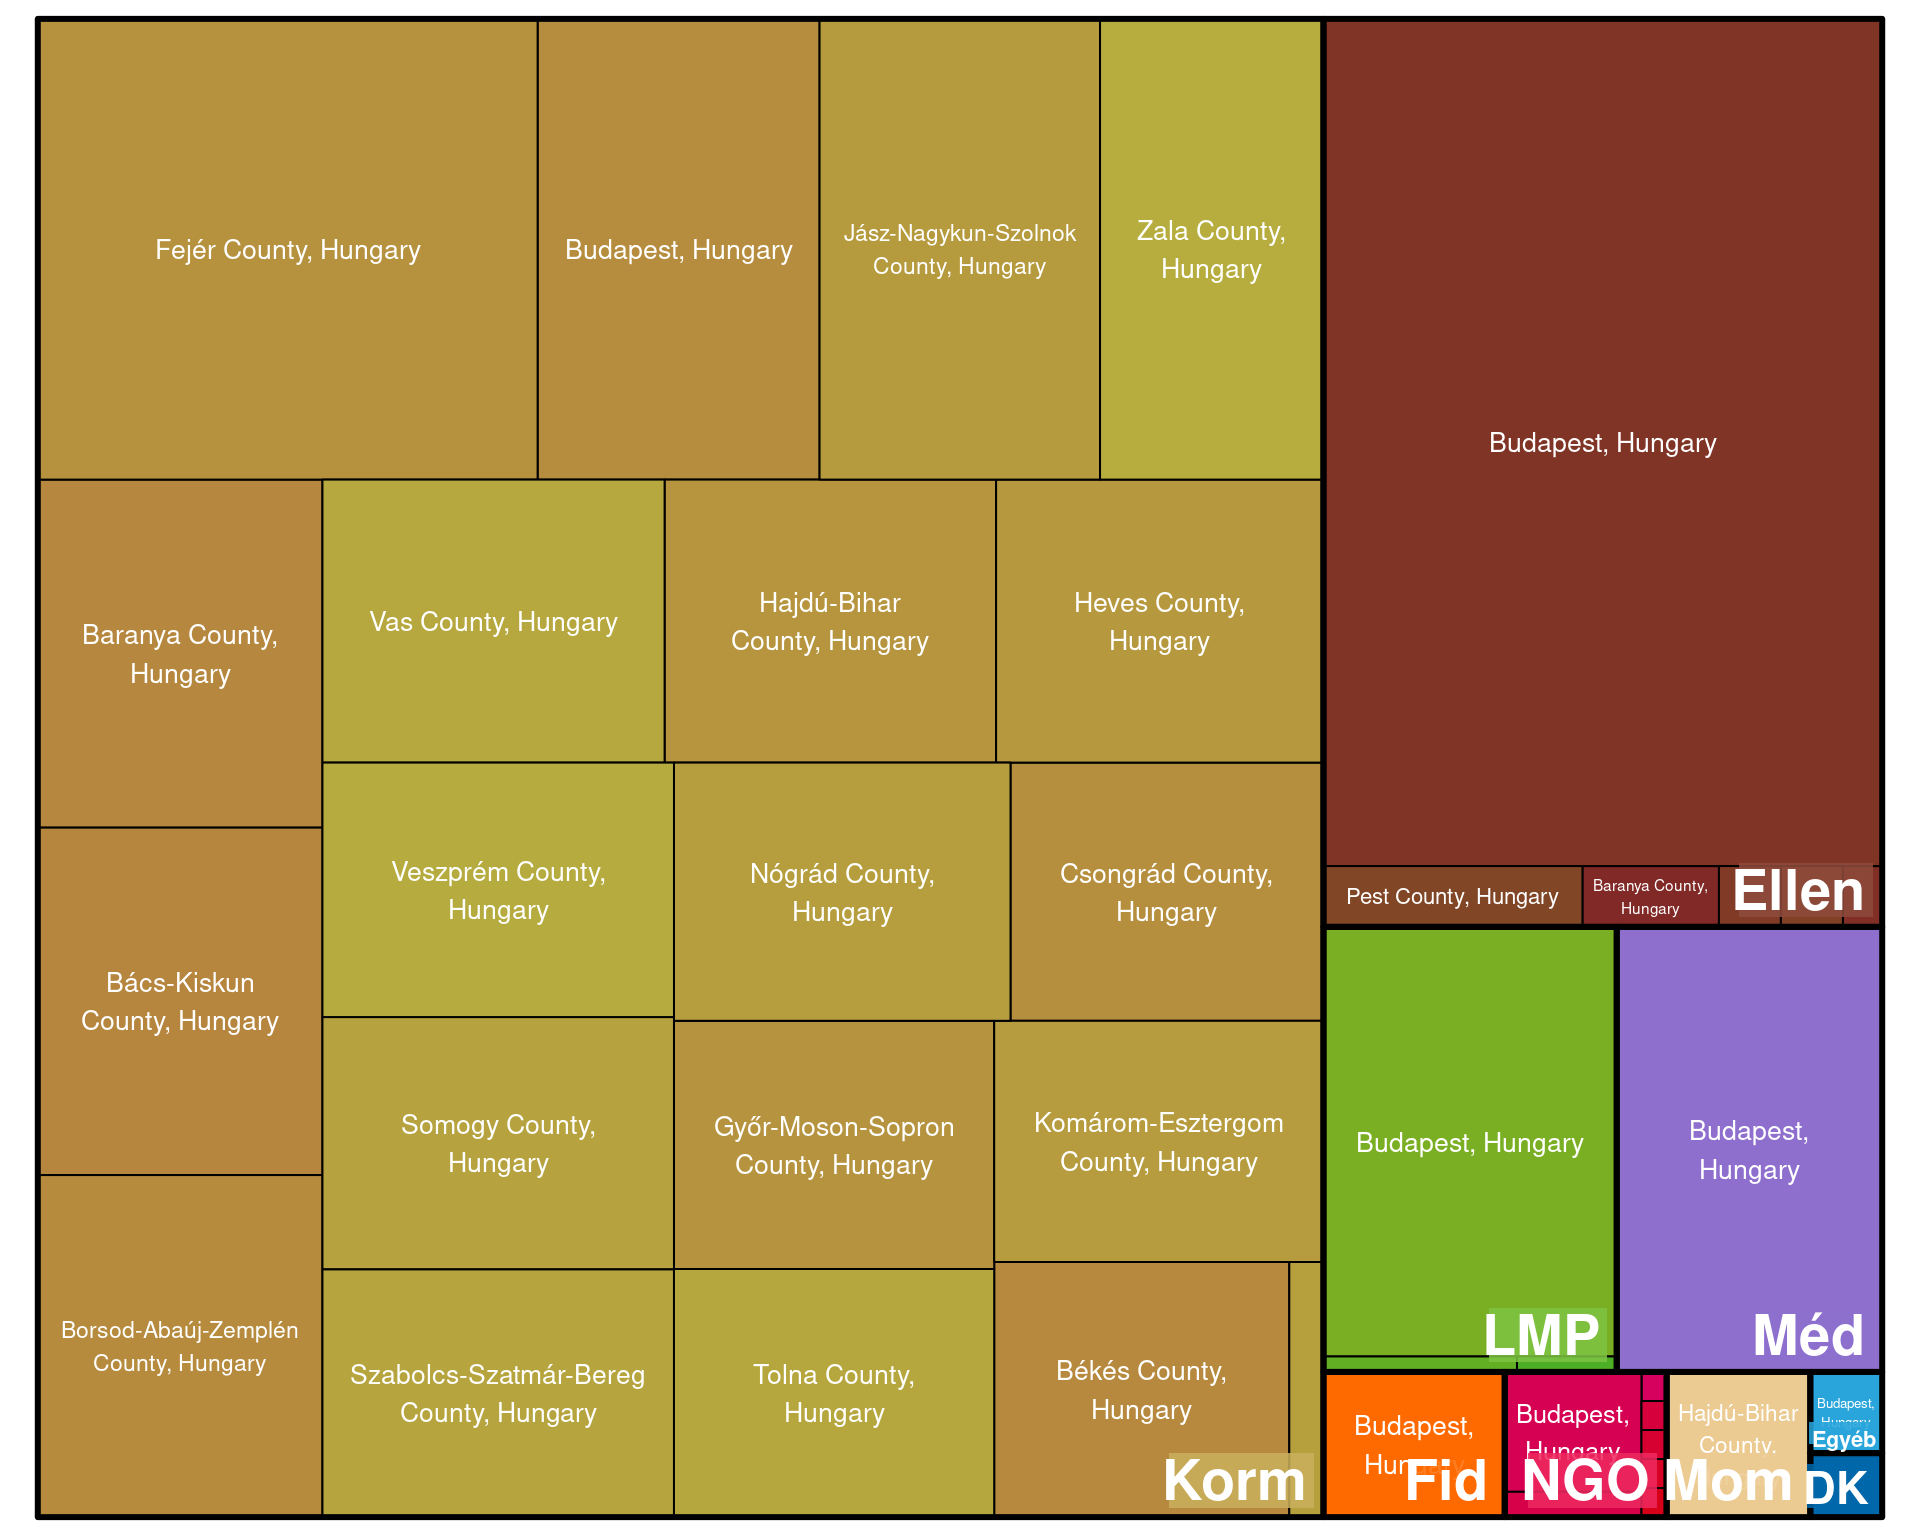 Fejér County, Hungary
Budapest, Hungary
Jász-Nagykun-Szolnok
County, Hungary
Zala County,
Hungary
Budapest, Hungary
Baranya County,
Hungary
Vas County, Hungary
Hajdú-Bihar
County, Hungary
Heves County,
Hungary
Veszprém County,
Hungary
Nógrád County,
Hungary
Csongrád County,
Hungary
Pest County, Hungary
Baranya County,
Hungary
Ellen
Bács-Kiskun
County, Hungary
Somogy County,
Hungary
Győr-Moson-Sopron
County, Hungary
Komárom-Esztergom
County, Hungary
Budapest, Hungary
LMP
Budapest,
Hungary
Méd
Borsod-Abaúj-Zemplén
County, Hungary
Szabolcs-Szatmár-Bereg
County, Hungary
Tolna County,
Hungary
Békés County,
Hungary
Korm
Budapest,
Hungary
Fid
Budapest,
Hungary
NGO
Hajdú-Bihar
County,
Mom
Budapest,
Hungary
Egyéb
DK